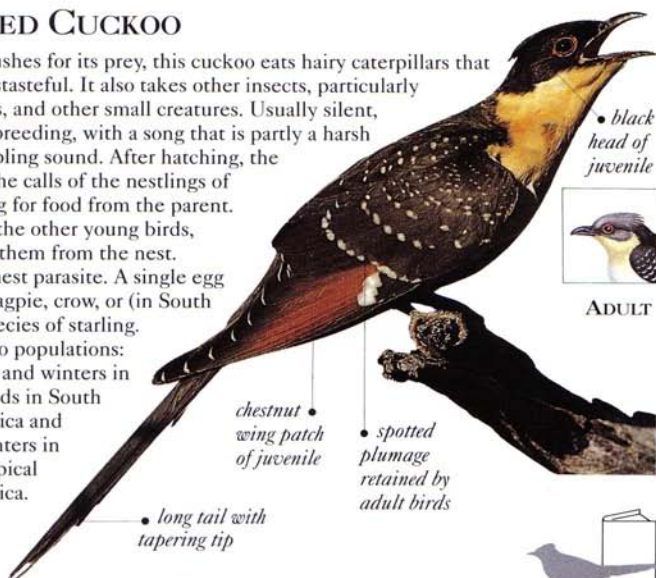 ED CUCKOO
shes for its prey, this cuckoo eats hairy caterpillars that
stasteful. It also takes other insects, particularly
s, and other small creatures. Usually silent,
breeding, with a song that is partly a harsh
bling sound. After hatching, the
he calls of the nestlings of
g for food from the parent.
the other young birds,
them from the nest.
nest parasite. A single egg
agpie, crow, or (in South
ecies of starling.
o populations:
and winters in
ds in South
ica and
nters in
pical
ica.
• black
head of
juvenile
ADULT
chestnut •
wing patch
of juvenile
• spotted
plumage
retained by
adult birds
• long tail with
tapering tip